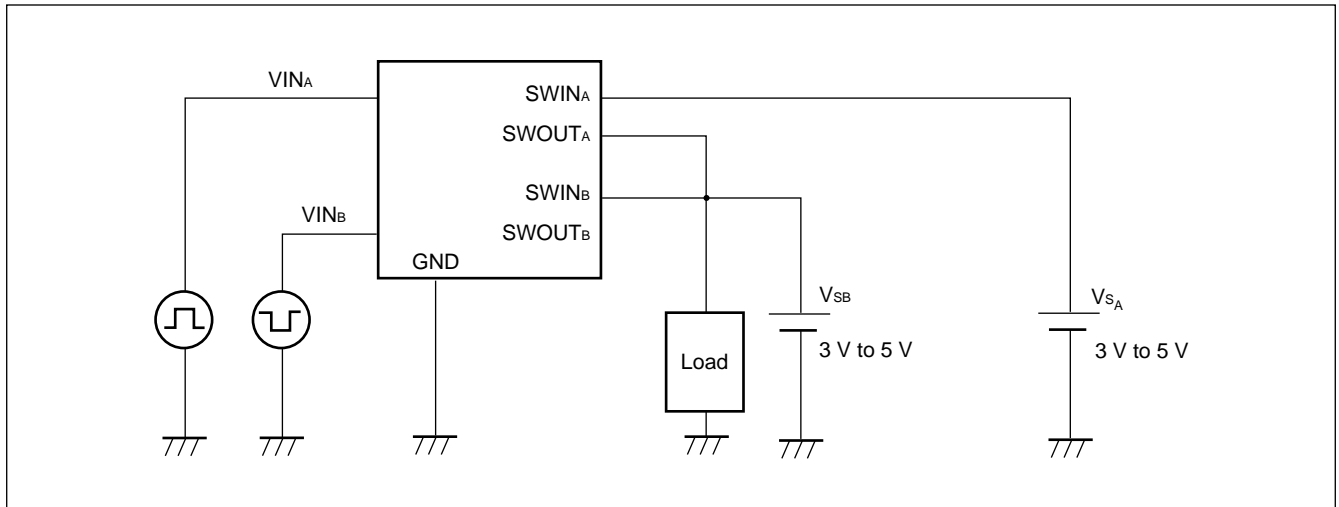 VINA
SWINA
SWOUTA
SWINB
VINB
SWOUTB
GND
VSB
VSA
3 V to 5 V
3 V to 5 V
Load